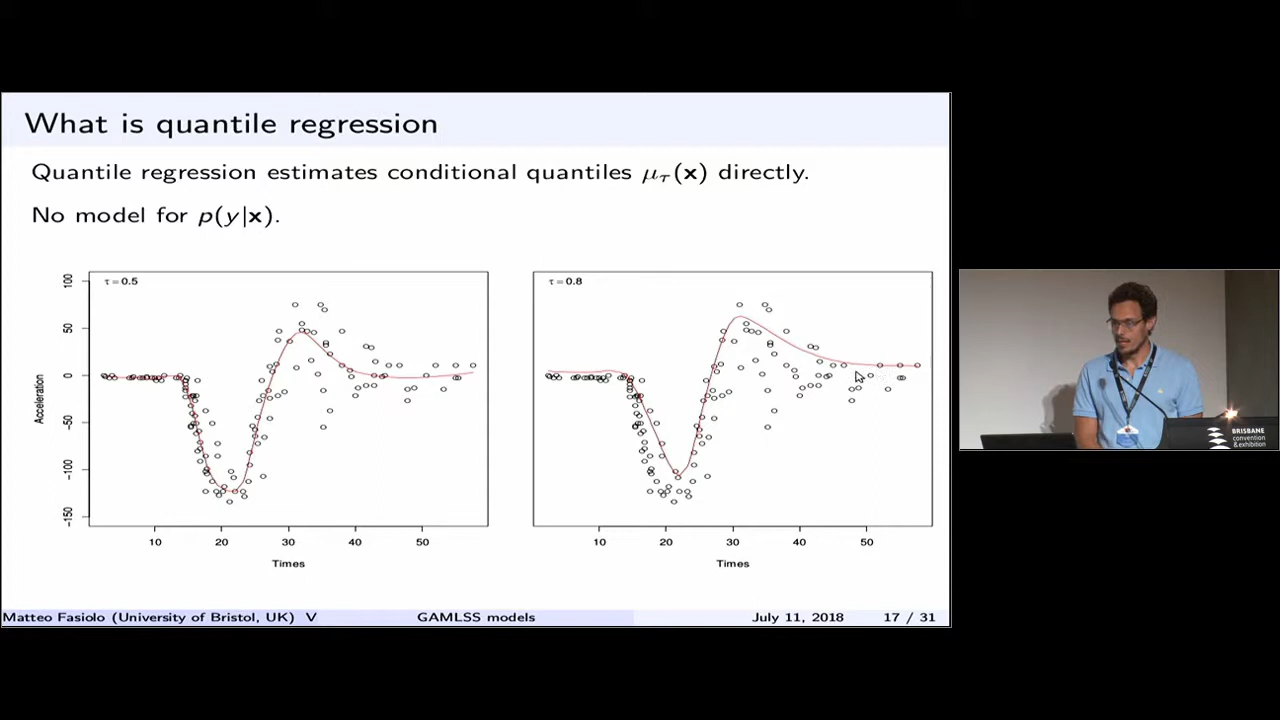 What is quantile regression
Quantile regression estimates conditional quantiles μτ(x) directly.
No model for p(y|x).
τ = 0.5
τ = 0.8
100
50
0
−50
−100
−150
Acceleration
10 20 30 40 50
10 20 30 40 50
Times
Times
BRISBANE
convention
& exhibition
Matteo Fasiolo (University of Bristol, UK) V
GAMLSS models
July 11, 2018
17 / 31